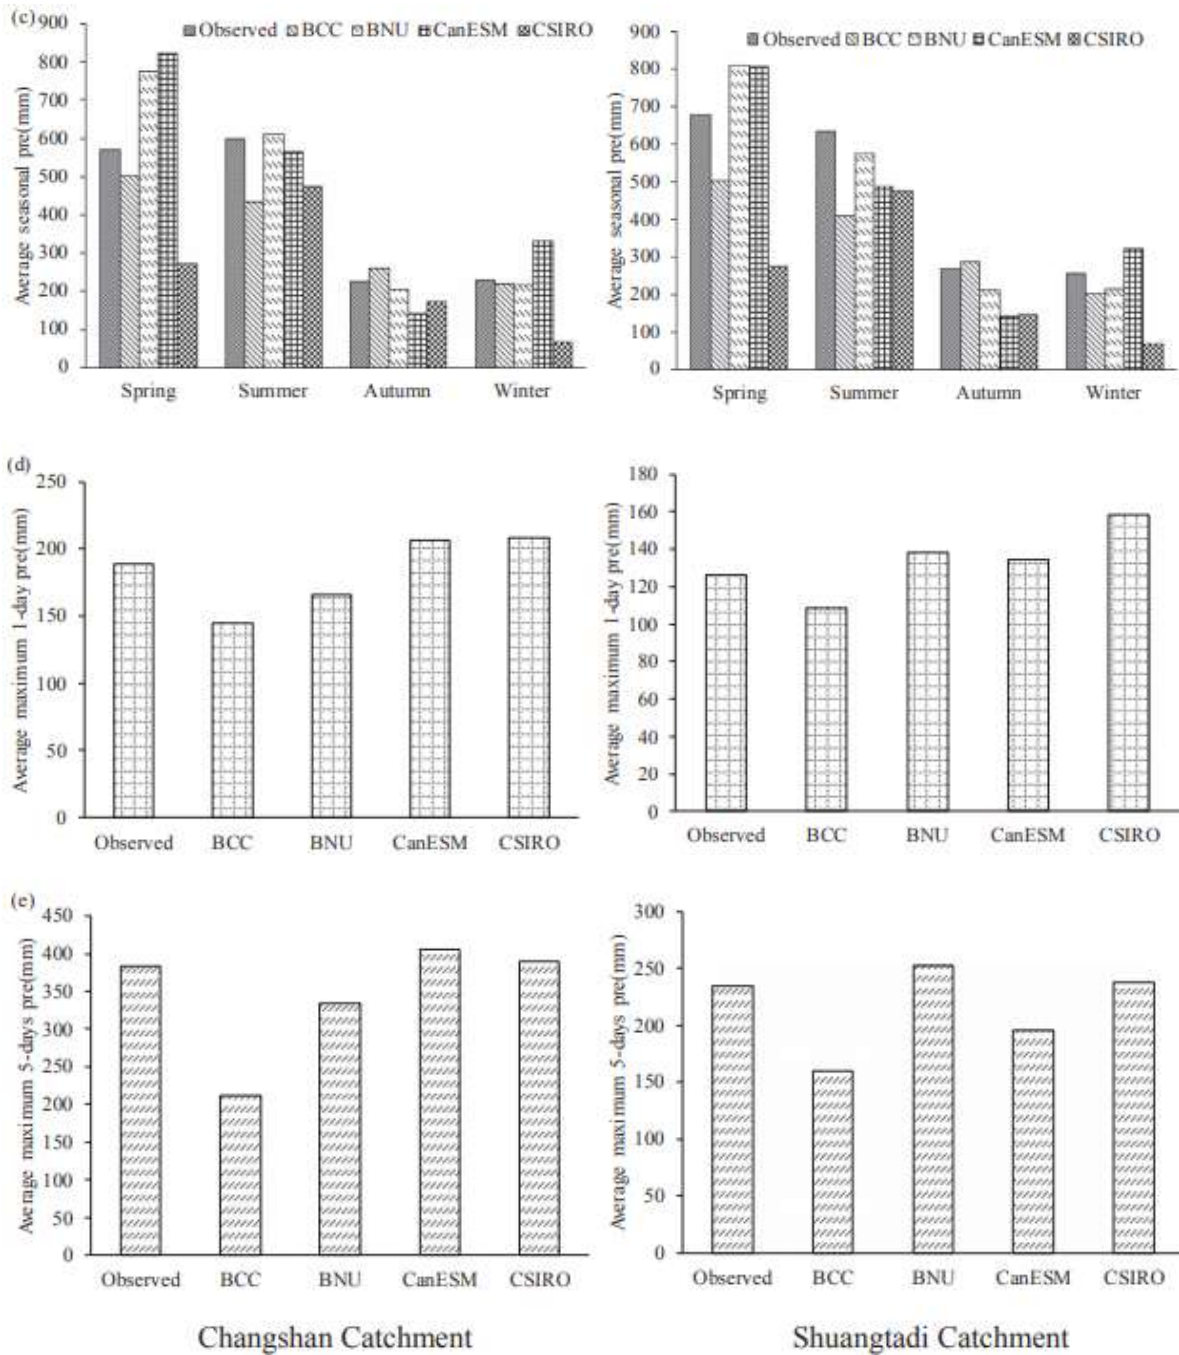 (c)
Observed BCC BNU CanESM CSIRO
Average seasonal pre(mm)
900
800
700
600
500
400
300
200
100
0
Spring Summer Autumn Winter
Observed BCC BNU CanESM CSIRO
Average seasonal pre(mm)
900
800
700
600
500
400
300
200
100
0
Spring Summer Autumn Winter
(d)
Average maximum 1-day pre(mm)
250
200
150
100
50
0
Observed BCC BNU CanESM CSIRO
Average maximum 1-day pre(mm)
180
160
140
120
100
80
60
40
20
0
Observed BCC BNU CanESM CSIRO
(e)
Average maximum 5-days pre(mm)
450
400
350
300
250
200
150
100
50
0
Observed BCC BNU CanESM CSIRO
Average maximum 5-days pre(mm)
300
250
200
150
100
50
0
Observed BCC BNU CanESM CSIRO
Changshan Catchment
Shuangtadi Catchment